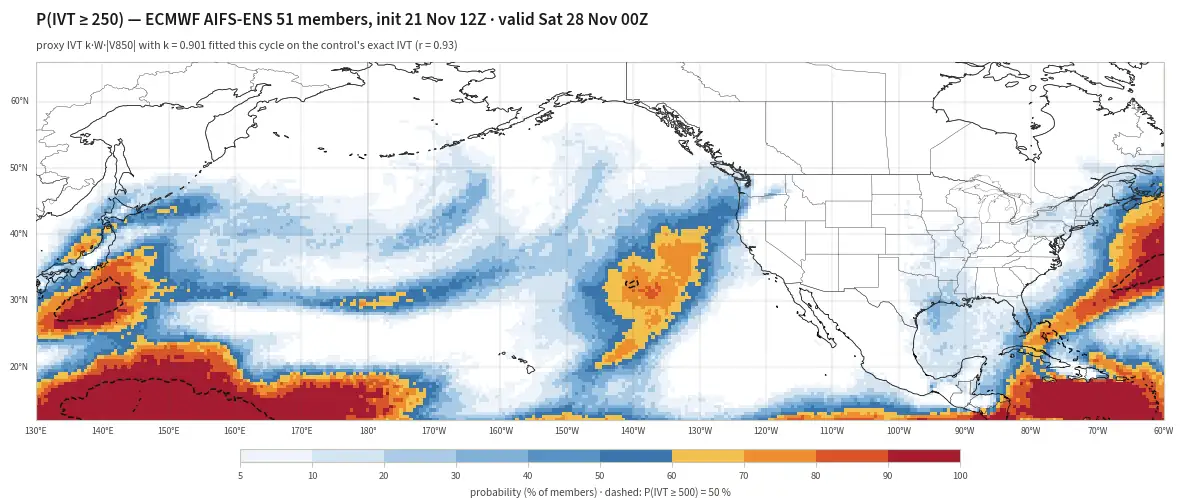 P(IVT ≥ 250) — ECMWF AIFS-ENS 51 members, init 21 Nov 12Z · valid Sat 28 Nov 00Z
proxy IVT k·W·|V850| with k = 0.901 fitted this cycle on the control's exact IVT (r = 0.93)
60°N
50°N
40°N
30°N
20°N
130°E 140°E 150°E 160°E 170°E 180° 170°W 160°W 150°W 140°W 130°W 120°W 110°W 100°W 90°W 80°W 70°W 60°W
5 10 20 30 40 50 60 70 80 90 100
probability (% of members) · dashed: P(IVT ≥ 500) = 50 %